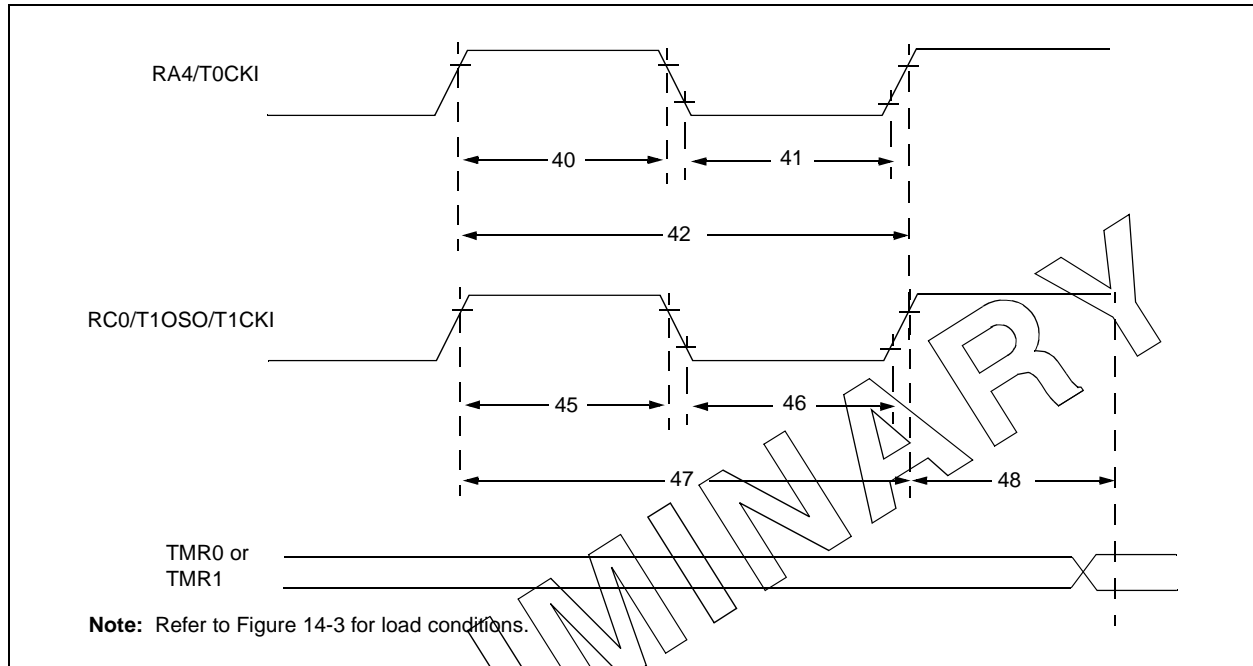 RA4/T0CKI
40
41
42
RC0/T1OSO/T1CKI
45
46
47
48
TMR0 or
TMR1
Note: Refer to Figure 14-3 for load conditions.
IMINARY